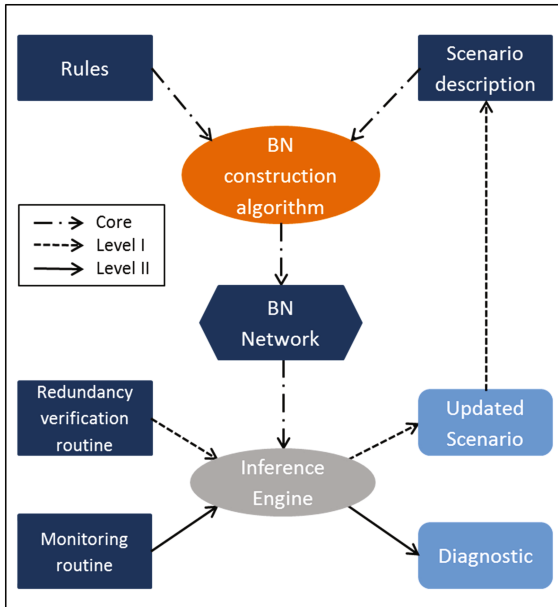 Rules
Scenario
description
BN
construction
algorithm
Core
Level I
Level II
BN
Network
Redundancy
verification
routine
Updated
Scenario
Inference
Engine
Monitoring
routine
Diagnostic